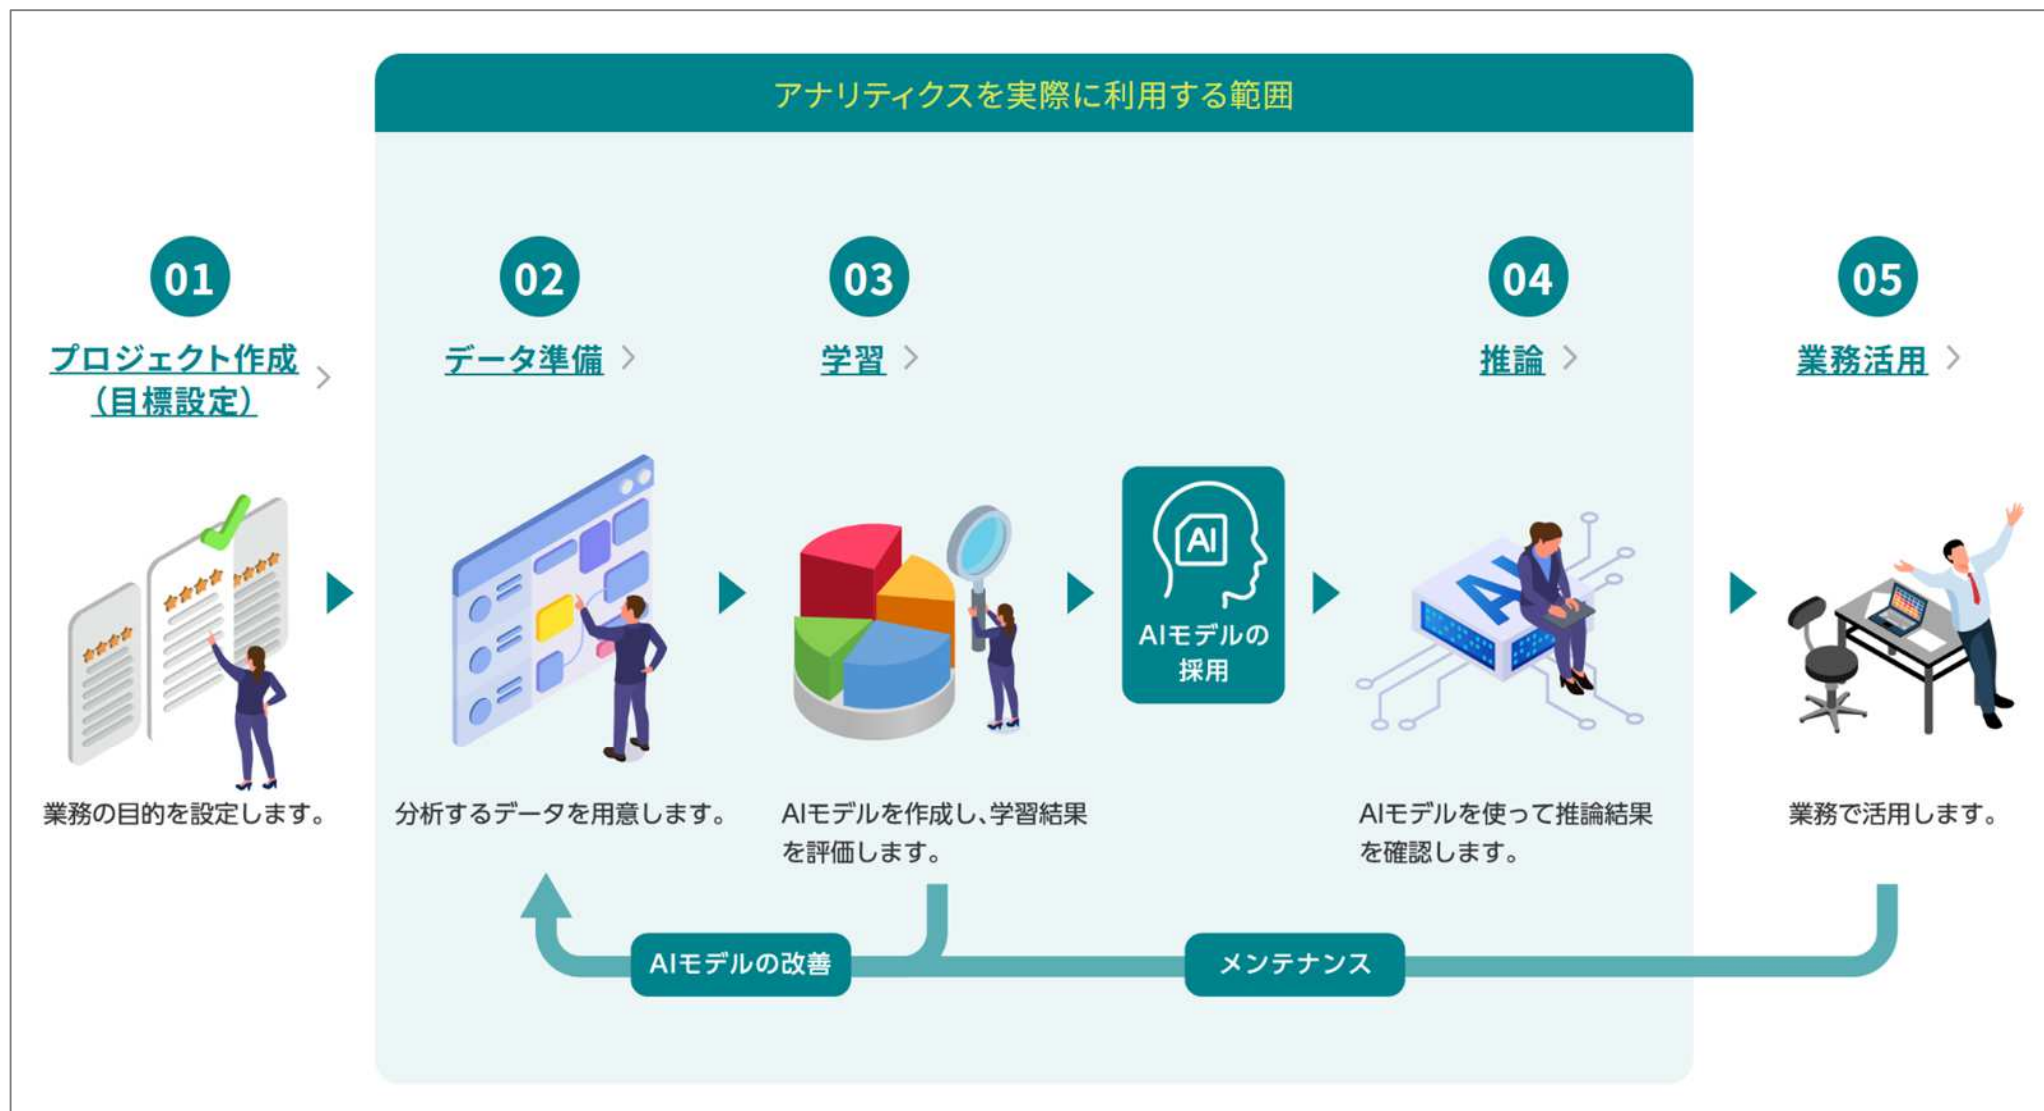 アナリティクスを実際に利用する範囲
01
プロジェクト作成
（目標設定）
業務の目的を設定します。
02
データ準備
分析するデータを用意します。
03
学習
AIモデルを作成し、学習結果
を評価します。
AI
AIモデルの
採用
04
推論
AI
AIモデルを使って推論結果
を確認します。
05
業務活用
業務で活用します。
AIモデルの改善
メンテナンス